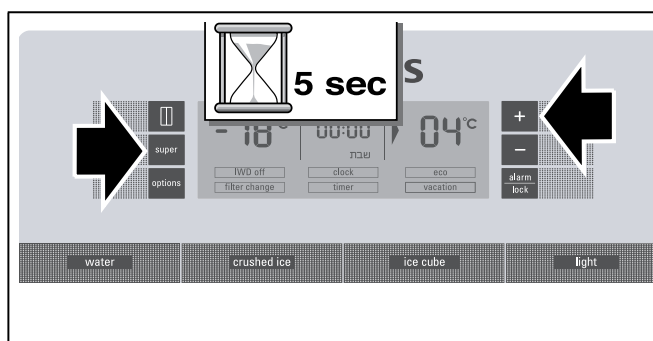 5 sec
S
super
options
-18°C
00:00
שבת
04°C
+
−
alarm
lock
IWD off
clock
eco
filter change
timer
vacation
water
crushed ice
ice cube
light